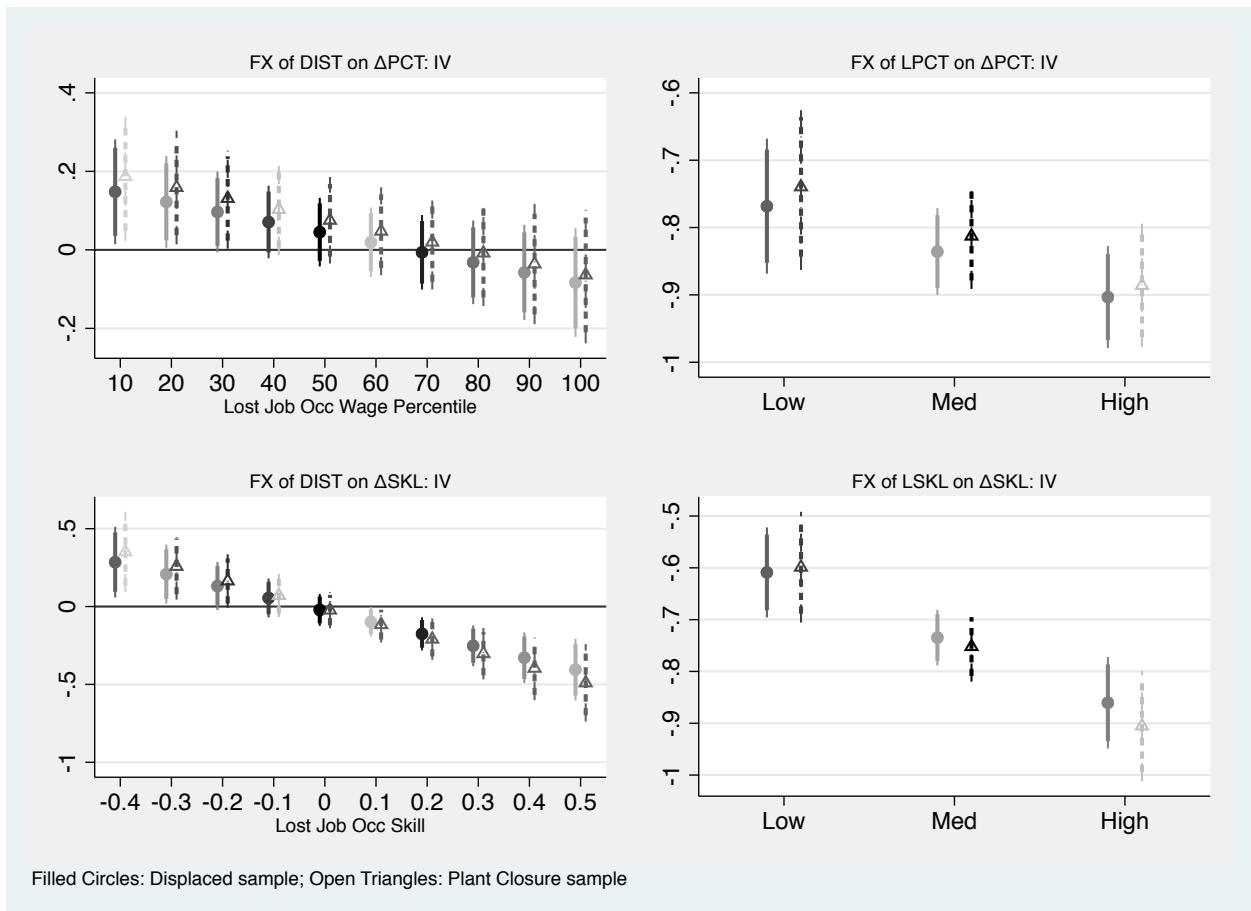 FX of DIST on ΔPCT: IV
.4
.2
0
-.2
10 20 30 40 50 60 70 80 90 100
Lost Job Occ Wage Percentile
FX of LPCT on ΔPCT: IV
-.6
-.7
-.8
-.9
-1
Low Med High
FX of DIST on ΔSKL: IV
.5
0
-.5
-1
-0.4 -0.3 -0.2 -0.1 0 0.1 0.2 0.3 0.4 0.5
Lost Job Occ Skill
FX of LSKL on ΔSKL: IV
-.5
-.6
-.7
-.8
-.9
-1
Low Med High
Filled Circles: Displaced sample; Open Triangles: Plant Closure sample